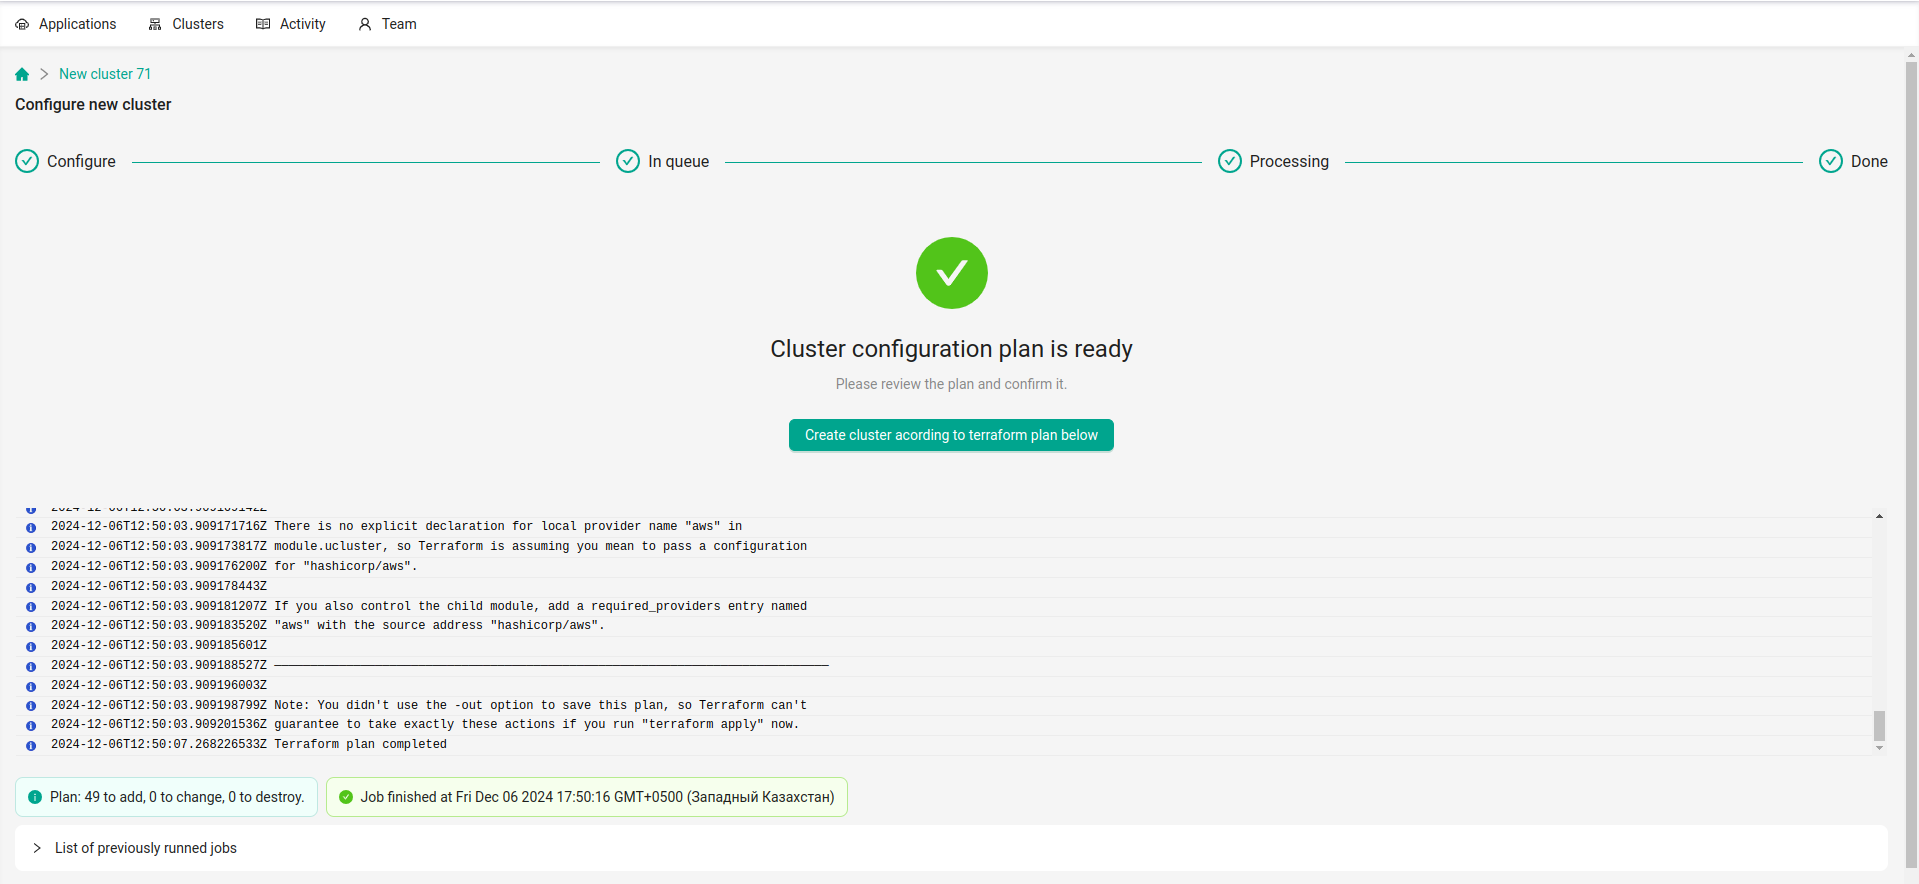 Applications Clusters Activity Team
New cluster 71
Configure new cluster
Configure In queue Processing Done
Cluster configuration plan is ready
Please review the plan and confirm it.
Create cluster acording to terraform plan below
2024-12-06T12:50:03.909171716Z There is no explicit declaration for local provider name "aws" in
2024-12-06T12:50:03.909173817Z module.ucluster, so Terraform is assuming you mean to pass a configuration
2024-12-06T12:50:03.909176200Z for "hashicorp/aws".
2024-12-06T12:50:03.909178443Z
2024-12-06T12:50:03.909181207Z If you also control the child module, add a required_providers entry named
2024-12-06T12:50:03.909183520Z "aws" with the source address "hashicorp/aws".
2024-12-06T12:50:03.909185601Z
2024-12-06T12:50:03.909188527Z ─────────────────────────────────────────────────────────────────────────────
2024-12-06T12:50:03.909196003Z
2024-12-06T12:50:03.909198799Z Note: You didn't use the -out option to save this plan, so Terraform can't
2024-12-06T12:50:03.909201536Z guarantee to take exactly these actions if you run "terraform apply" now.
2024-12-06T12:50:07.268226533Z Terraform plan completed
Plan: 49 to add, 0 to change, 0 to destroy.
Job finished at Fri Dec 06 2024 17:50:16 GMT+0500 (Западный Казахстан)
List of previously runned jobs